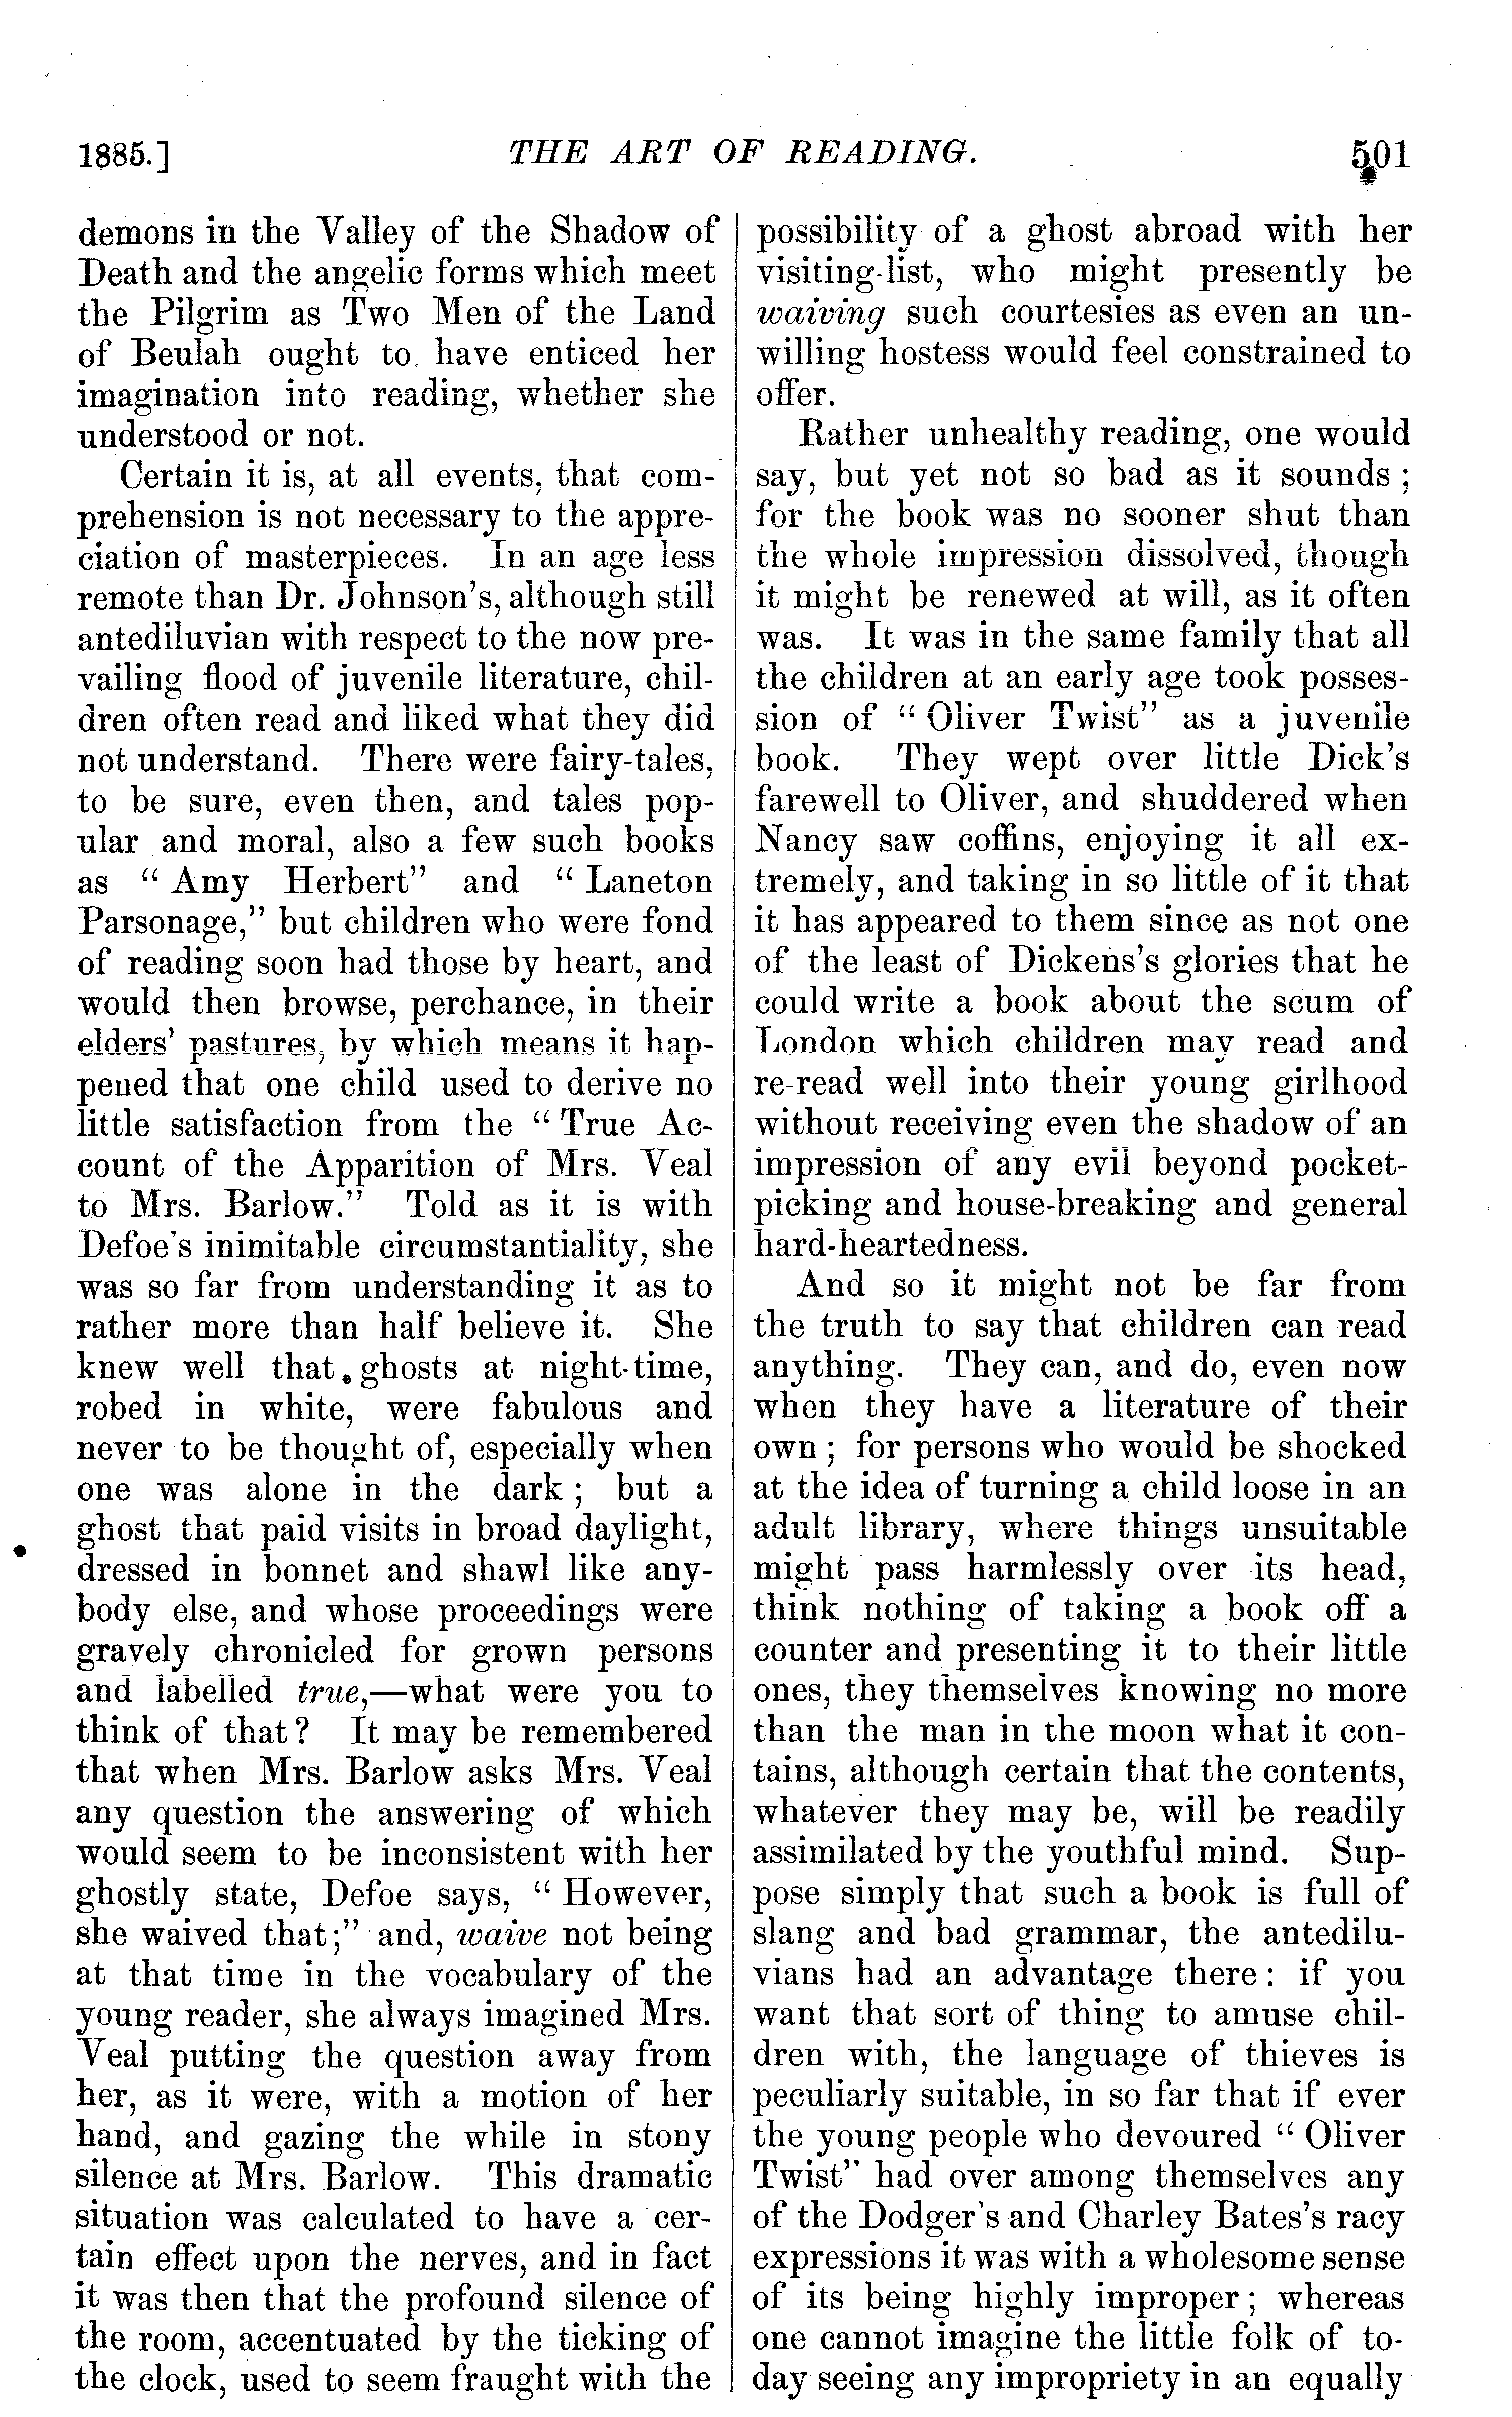 1885.] THE ART OF READING. 501
demons in the Valley of the Shadow of
Death and the angelic forms which meet
the Pilgrim as Two Men of the Land
of Beulah ought to have enticed her
imagination into reading, whether she
understood or not.
Certain it is, at all events, that com-
prehension is not necessary to the appre-
ciation of masterpieces. In an age less
remote than Dr. Johnson's, although still
antediluvian with respect to the now pre-
vailing flood of juvenile literature, chil-
dren often read and liked what they did
not understand. There were fairy-tales,
to be sure, even then, and tales pop-
ular and moral, also a few such books
as "Amy Herbert" and "Laneton
Parsonage," but children who were fond
of reading soon had those by heart, and
would then browse, perchance, in their
elders' pastures, by which means it hap-
pened that one child used to derive no
little satisfaction from the "True Ac-
count of the Apparition of Mrs. Veal
to Mrs. Barlow." Told as it is with
Defoe's inimitable circumstantiality, she
was so far from understanding it as to
rather more than half believe it. She
knew well that ghosts at night-time,
robed in white, were fabulous and
never to be thought of, especially when
one was alone in the dark; but a
ghost that paid visits in broad daylight,
dressed in bonnet and shawl like any-
body else, and whose proceedings were
gravely chronicled for grown persons
and labelled true,—what were you to
think of that? It may be remembered
that when Mrs. Barlow asks Mrs. Veal
any question the answering of which
would seem to be inconsistent with her
ghostly state, Defoe says, "However,
she waived that;" and, waive not being
at that time in the vocabulary of the
young reader, she always imagined Mrs.
Veal putting the question away from
her, as it were, with a motion of her
hand, and gazing the while in stony
silence at Mrs. Barlow. This dramatic
situation was calculated to have a cer-
tain effect upon the nerves, and in fact
it was then that the profound silence of
the room, accentuated by the ticking of
the clock, used to seem fraught with the
possibility of a ghost abroad with her
visiting-list, who might presently be
waiving such courtesies as even an un-
willing hostess would feel constrained to
offer.
Rather unhealthy reading, one would
say, but yet not so bad as it sounds;
for the book was no sooner shut than
the whole impression dissolved, though
it might be renewed at will, as it often
was. It was in the same family that all
the children at an early age took posses-
sion of "Oliver Twist" as a juvenile
book. They wept over little Dick's
farewell to Oliver, and shuddered when
Nancy saw coffins, enjoying it all ex-
tremely, and taking in so little of it that
it has appeared to them since as not one
of the least of Dickens's glories that he
could write a book about the scum of
London which children may read and
re-read well into their young girlhood
without receiving even the shadow of an
impression of any evil beyond pocket-
picking and house-breaking and general
hard-heartedness.
And so it might not be far from
the truth to say that children can read
anything. They can, and do, even now
when they have a literature of their
own; for persons who would be shocked
at the idea of turning a child loose in an
adult library, where things unsuitable
might pass harmlessly over its head,
think nothing of taking a book off a
counter and presenting it to their little
ones, they themselves knowing no more
than the man in the moon what it con-
tains, although certain that the contents,
whatever they may be, will be readily
assimilated by the youthful mind. Sup-
pose simply that such a book is full of
slang and bad grammar, the antedilu-
vians had an advantage there: if you
want that sort of thing to amuse chil-
dren with, the language of thieves is
peculiarly suitable, in so far that if ever
the young people who devoured "Oliver
Twist" had over among themselves any
of the Dodger's and Charley Bates's racy
expressions it was with a wholesome sense
of its being highly improper; whereas
one cannot imagine the little folk of to-
day seeing any impropriety in an equally